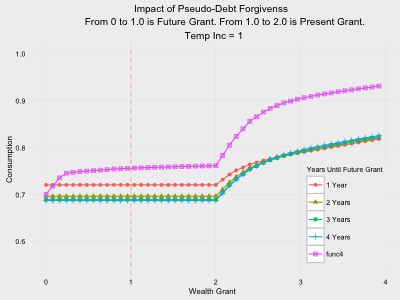 Impact of Pseudo-Debt Forgivenss
From 0 to 1.0 is Future Grant. From 1.0 to 2.0 is Present Grant.
Temp Inc = 1
1.0
0.9
0.8
0.7
0.6
Consumption
Years Until Future Grant
1 Year
2 Years
3 Years
4 Years
func4
0
1
2
3
4
Wealth Grant